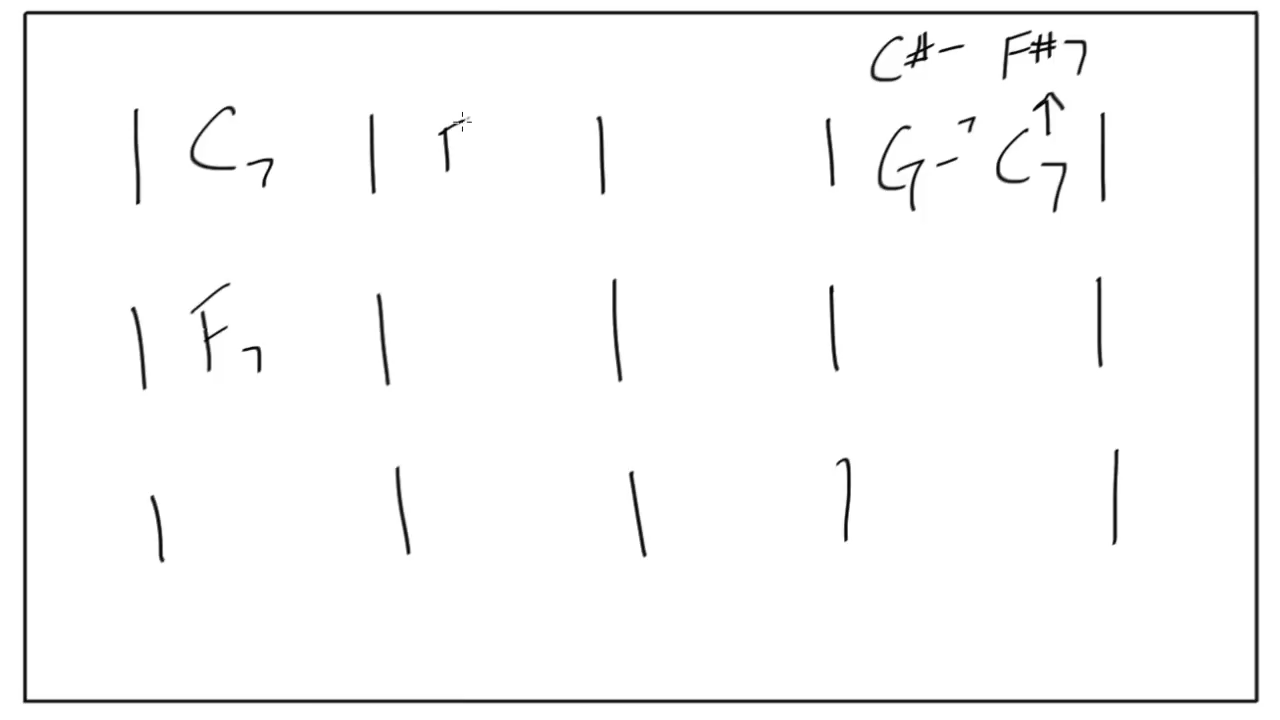 C#- F#7
| C7 | | | G-7 C7 |
| F7 | | | |
| | | | |